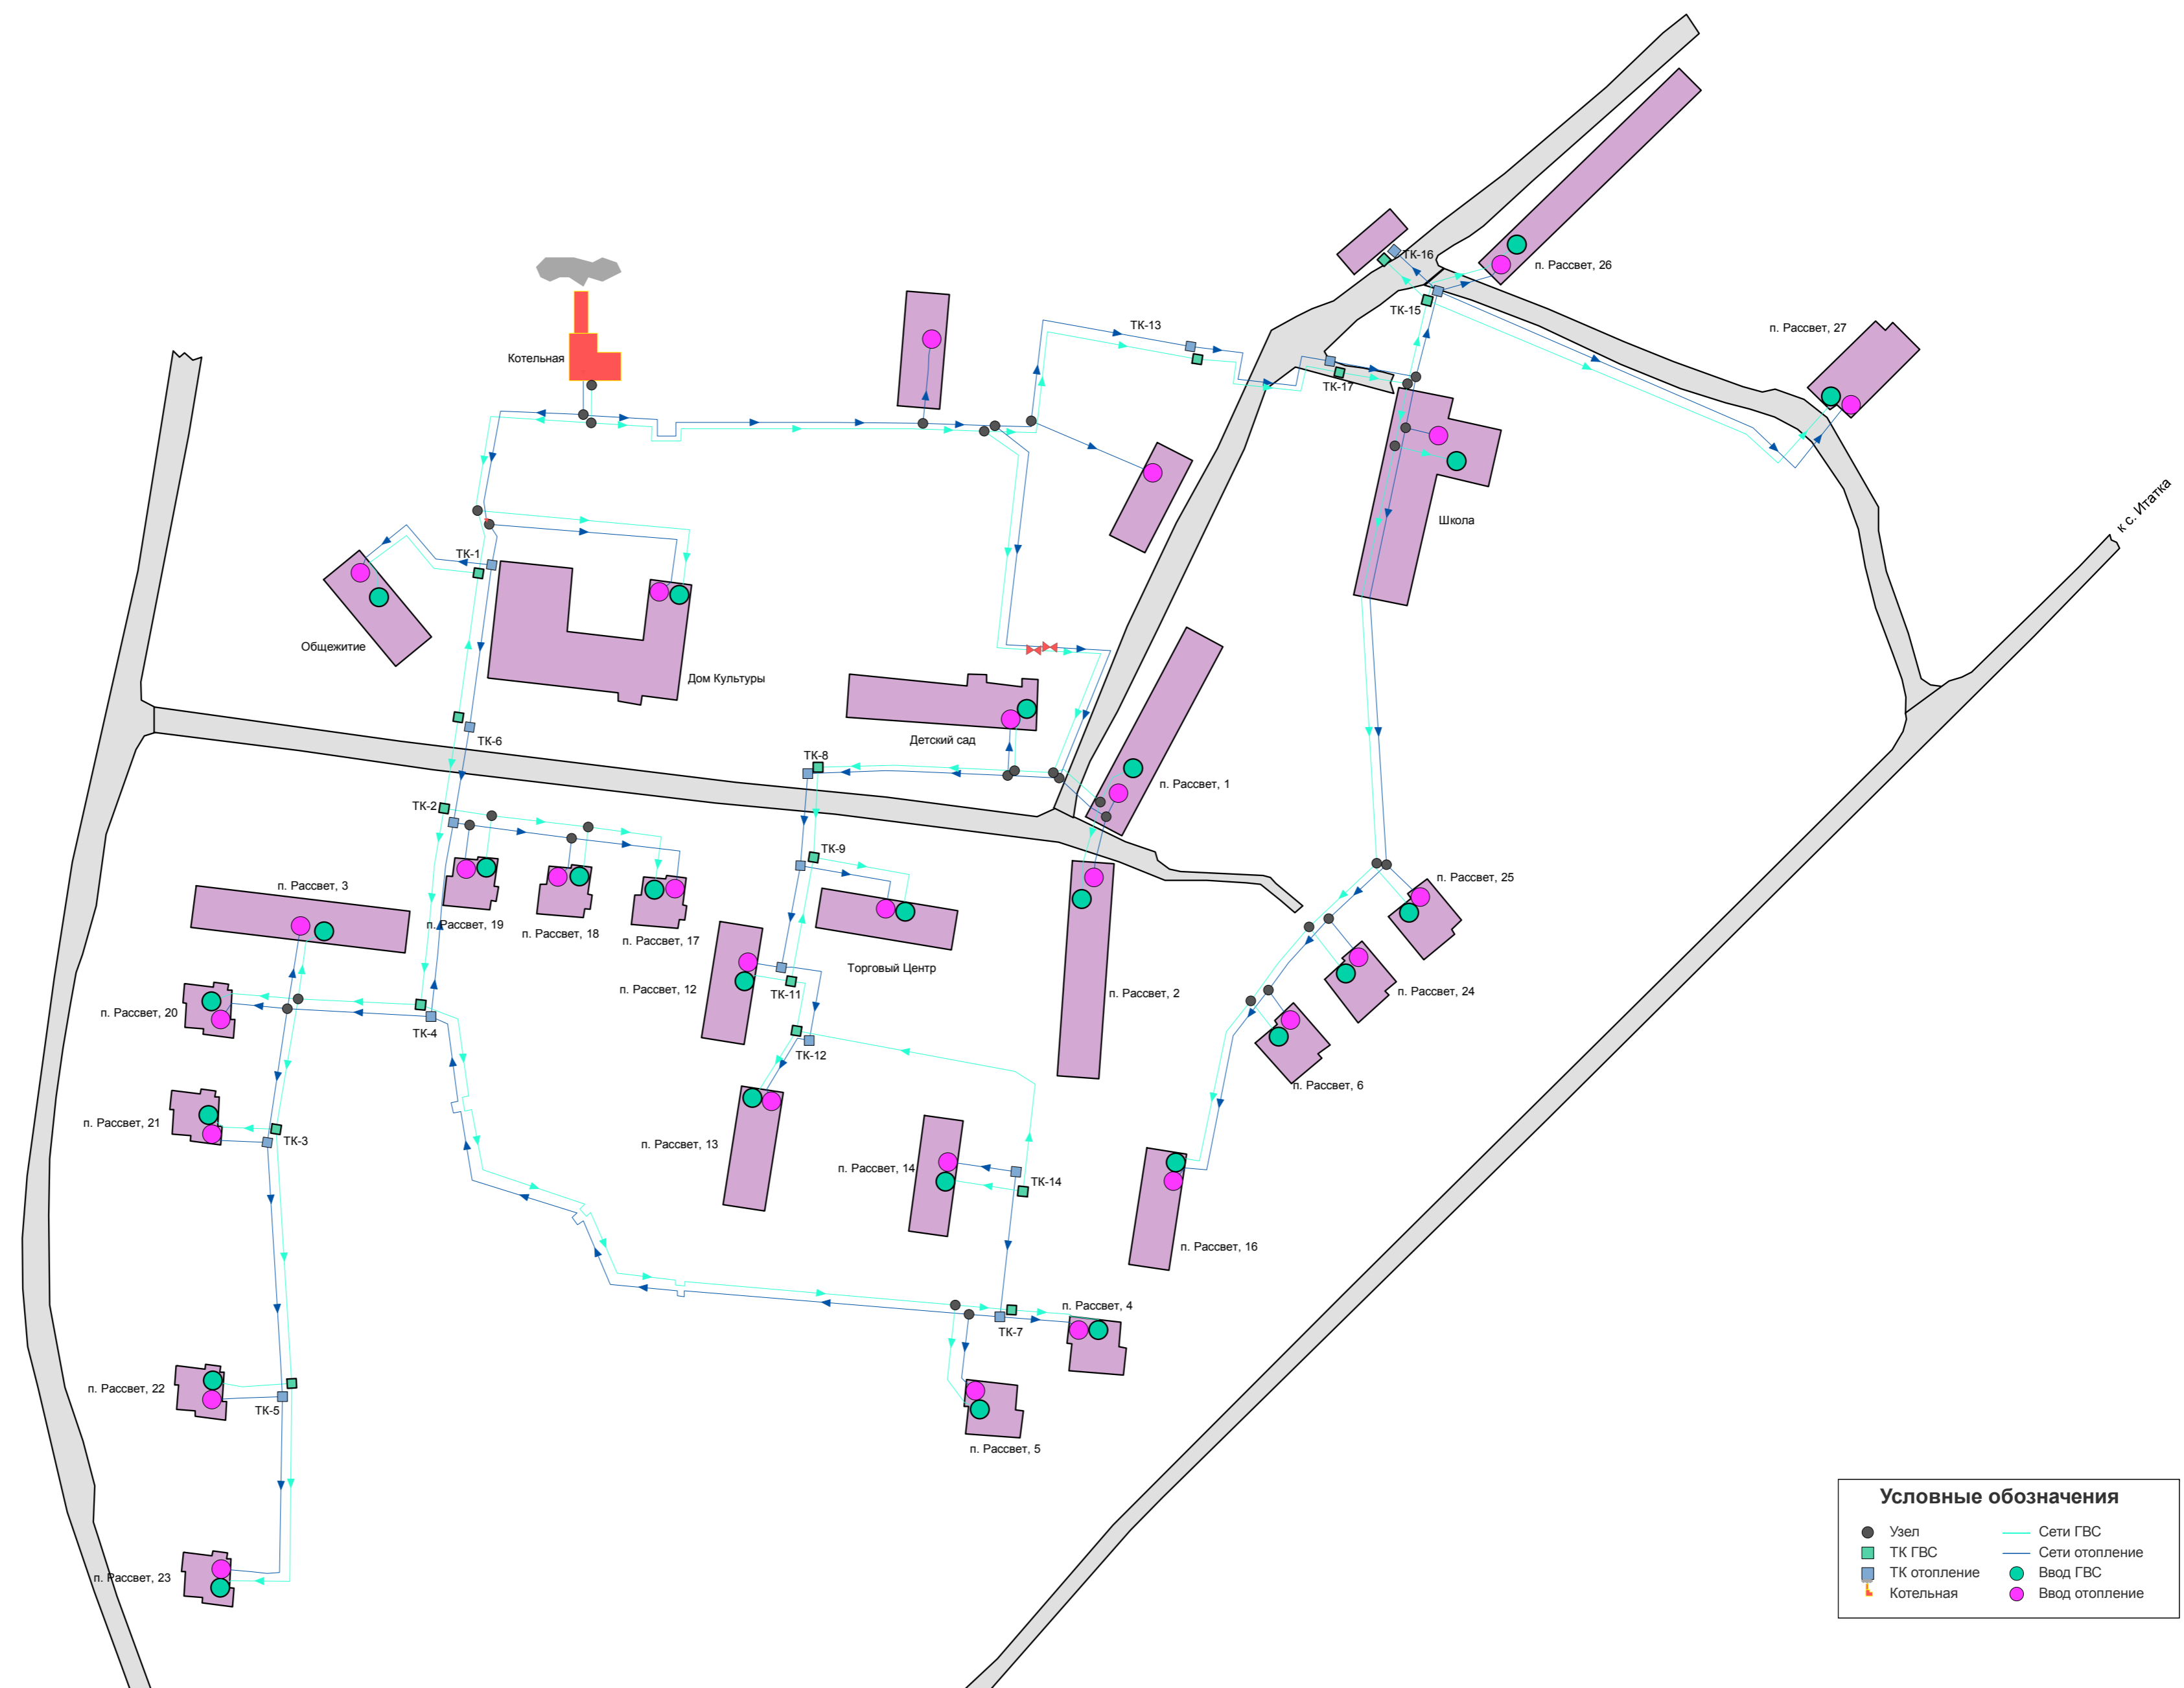 ТК-16
п. Рассвет, 26
ТК-15
ТК-13
п. Рассвет, 27
Котельная
ТК-17
к с. Итатка
Школа
ТК-1
Общежитие
Дом Культуры
ТК-6
Детский сад
ТК-8
п. Рассвет, 1
ТК-2
ТК-9
п. Рассвет, 25
п. Рассвет, 3
п. Рассвет, 19
п. Рассвет, 18
п. Рассвет, 17
Торговый Центр
п. Рассвет, 12
ТК-11
п. Рассвет, 2
п. Рассвет, 24
п. Рассвет, 20
ТК-4
ТК-12
п. Рассвет, 6
п. Рассвет, 21
ТК-3
п. Рассвет, 13
п. Рассвет, 14
ТК-14
п. Рассвет, 16
п. Рассвет, 4
ТК-7
п. Рассвет, 22
ТК-5
п. Рассвет, 5
п. Рассвет, 23
Условные обозначения
Узел
Сети ГВС
ТК ГВС
Сети отопление
ТК отопление
Ввод ГВС
Котельная
Ввод отопление